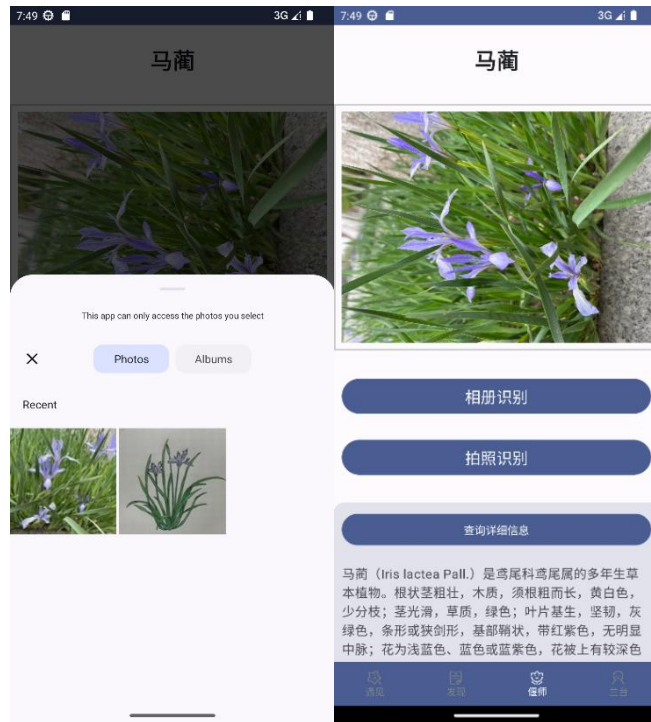 7:49
3G
马蔺
This app can only access the photos you select
Photos
Albums
Recent
7:49
3G
马蔺
相册识别
拍照识别
查询详细信息
马蔺（Iris lactea Pall.）是鸢尾科鸢尾属的多年生草
本植物。根状茎粗壮，木质，须根粗而长，黄白色，
少分枝；茎光滑，草质，绿色；叶片基生，坚韧，灰
绿色，条形或狭剑形，基部鞘状，带红紫色，无明显
中脉；花为浅蓝色、蓝色或蓝紫色，花被上有较深色
遇见
发现
偃师
兰台